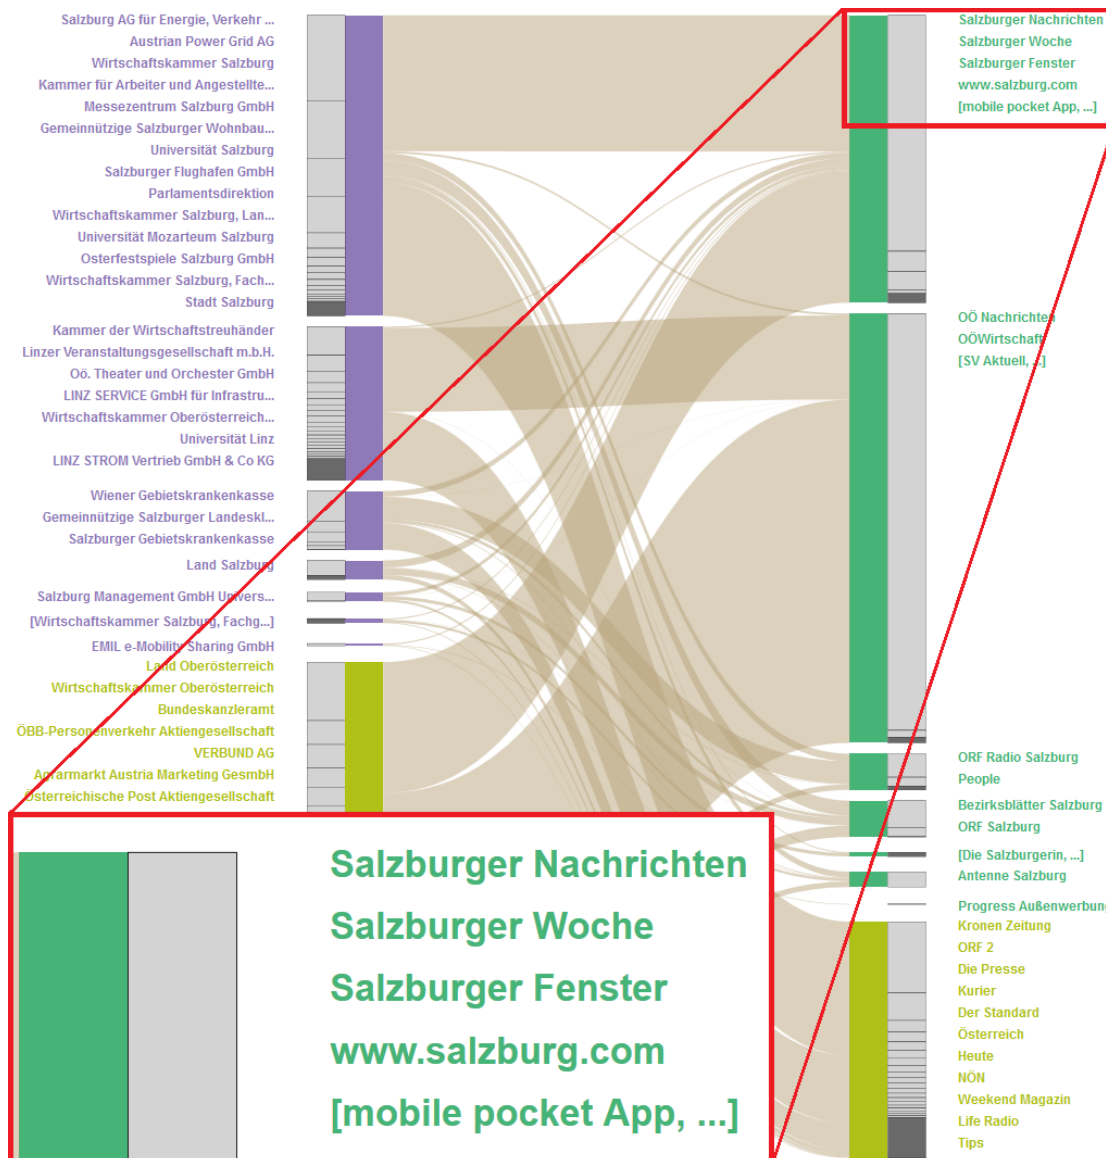 Salzburg AG für Energie, Verkehr ...
Austrian Power Grid AG
Wirtschaftskammer Salzburg
Kammer für Arbeiter und Angestellte...
Messezentrum Salzburg GmbH
Gemeinnützige Salzburger Wohnbau...
Universität Salzburg
Salzburger Flughafen GmbH
Parlamentsdirektion
Wirtschaftskammer Salzburg, Lan...
Universität Mozarteum Salzburg
Osterfestspiele Salzburg GmbH
Wirtschaftskammer Salzburg, Fach...
Stadt Salzburg
Kammer der Wirtschaftstreuhänder
Linzer Veranstaltungsgesellschaft m.b.H.
Oö. Theater und Orchester GmbH
LINZ SERVICE GmbH für Infrastru...
Wirtschaftskammer Oberösterreich...
Universität Linz
LINZ STROM Vertrieb GmbH & Co KG
Wiener Gebietskrankenkasse
Gemeinnützige Salzburger Landeskl...
Salzburger Gebietskrankenkasse
Land Salzburg
Salzburg Management GmbH Univers...
[Wirtschaftskammer Salzburg, Fachg...]
EMIL e-Mobility Sharing GmbH
Land Oberösterreich
Wirtschaftskammer Oberösterreich
Bundeskanzleramt
ÖBB-Personenverkehr Aktiengesellschaft
VERBUND AG
Agrarmarkt Austria Marketing GesmbH
Österreichische Post Aktiengesellschaft
Salzburger Nachrichten
Salzburger Woche
Salzburger Fenster
www.salzburg.com
[mobile pocket App, ...]
OÖ Nachrichten
OÖWirtschaft
[SV Aktuell, ...]
ORF Radio Salzburg
People
Bezirksblätter Salzburg
ORF Salzburg
[Die Salzburgerin, ...]
Antenne Salzburg
Progress Außenwerbung
Kronen Zeitung
ORF 2
Die Presse
Kurier
Der Standard
Österreich
Heute
NÖN
Weekend Magazin
Life Radio
Tips
Salzburger Nachrichten
Salzburger Woche
Salzburger Fenster
www.salzburg.com
[mobile pocket App, ...]